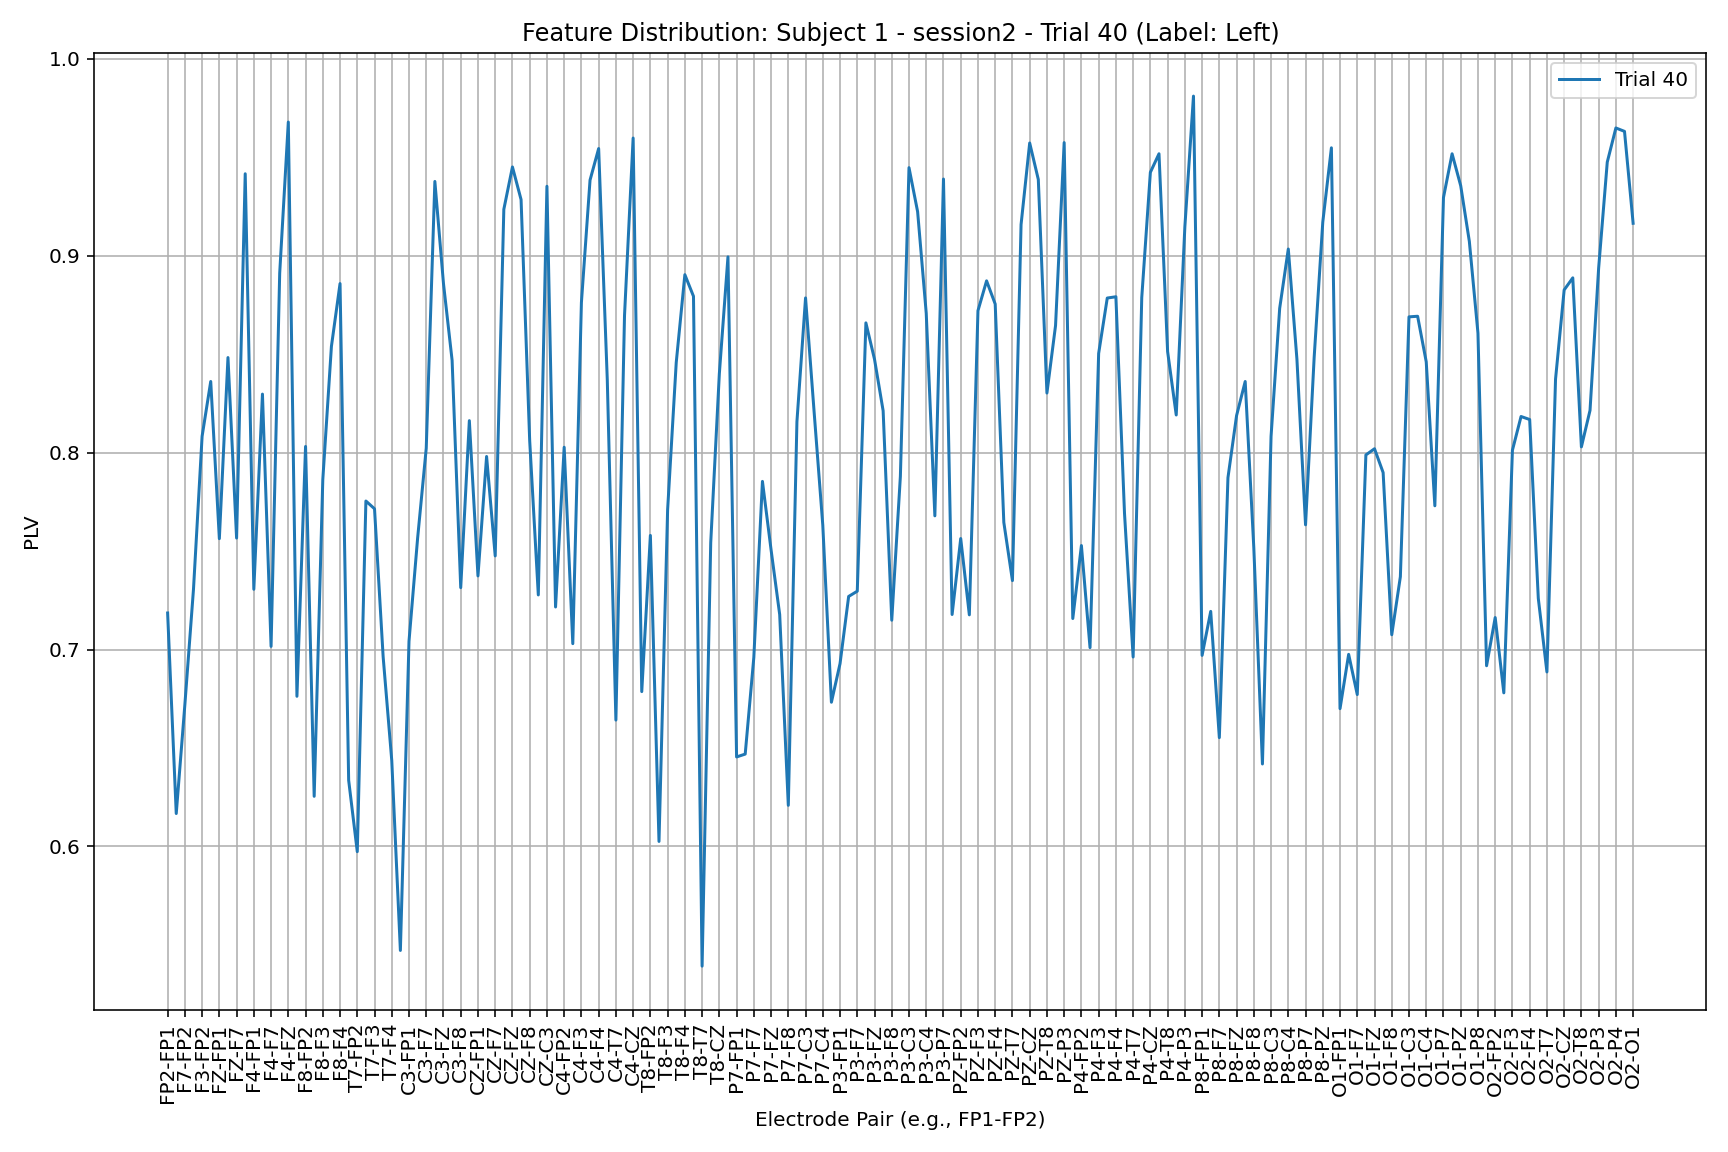 Feature Distribution: Subject 1 - session2 - Trial 40 (Label: Left)
Trial 40
1.0
0.9
0.8
0.7
0.6
PLV
FP2-FP1
F7-FP2
F3-FP2
FZ-FP1
FZ-F7
F4-FP1
F4-F7
F4-FZ
F8-FP2
F8-F3
F8-F4
T7-FP2
T7-F3
T7-F4
C3-FP1
C3-F7
C3-FZ
C3-F8
CZ-FP1
CZ-F7
CZ-FZ
CZ-F8
CZ-C3
C4-FP2
C4-F3
C4-F4
C4-T7
C4-CZ
T8-FP2
T8-F3
T8-F4
T8-T7
T8-CZ
P7-FP1
P7-F7
P7-FZ
P7-F8
P7-C3
P7-C4
P3-FP1
P3-F7
P3-FZ
P3-F8
P3-C3
P3-C4
P3-P7
PZ-FP2
PZ-F3
PZ-F4
PZ-T7
PZ-CZ
PZ-T8
PZ-P3
P4-FP2
P4-F3
P4-F4
P4-T7
P4-CZ
P4-T8
P4-P3
P8-FP1
P8-F7
P8-FZ
P8-F8
P8-C3
P8-C4
P8-P7
P8-PZ
O1-FP1
O1-F7
O1-FZ
O1-F8
O1-C3
O1-C4
O1-P7
O1-PZ
O1-P8
O2-FP2
O2-F3
O2-F4
O2-T7
O2-CZ
O2-T8
O2-P3
O2-P4
O2-O1
Electrode Pair (e.g., FP1-FP2)